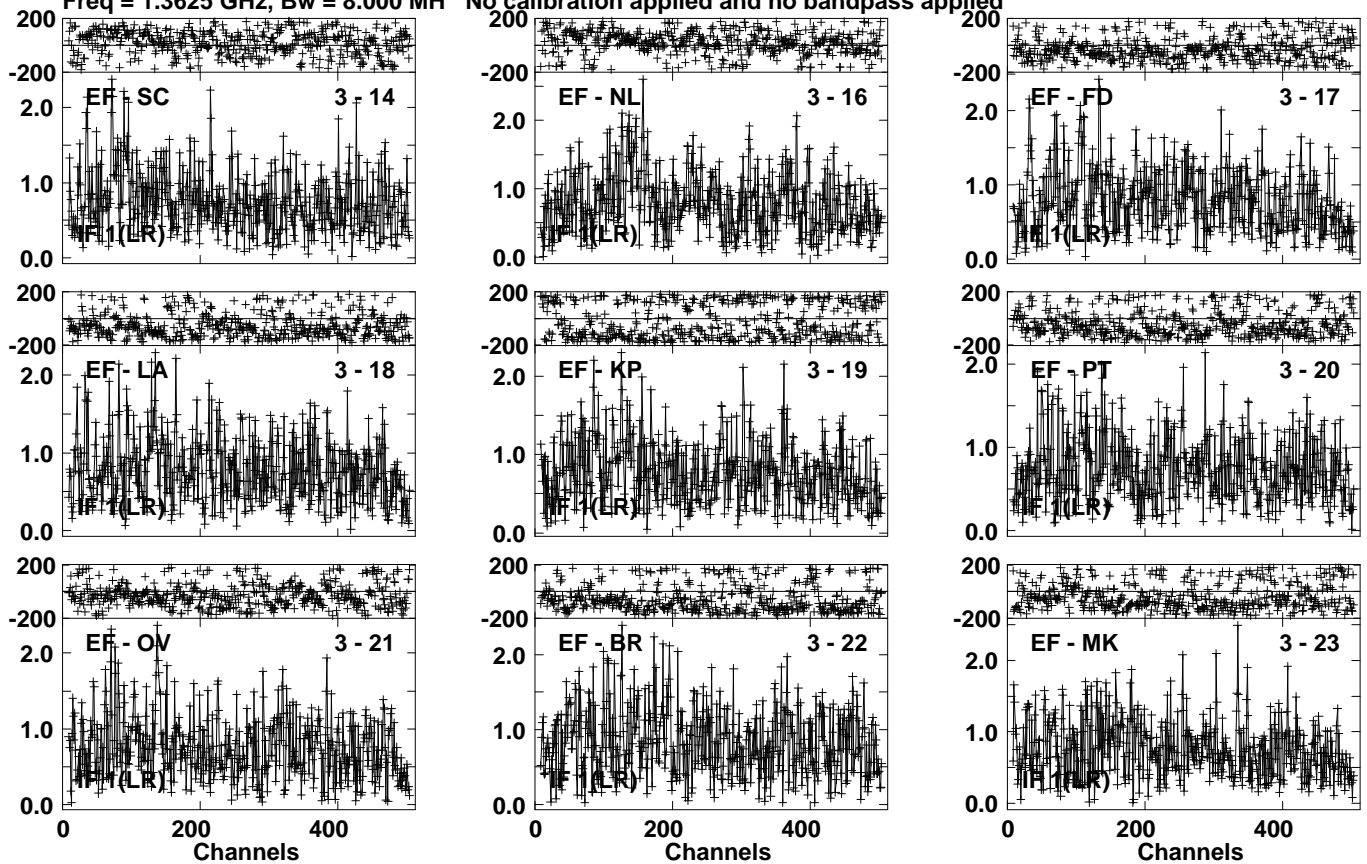 Freq = 1.3625 GHz, Bw = 8.000 MH No calibration applied and no bandpass applied
200
-200
EF - SC 3 - 14
2.0
1.0
IF 1(LR)
0.0
200
-200
EF - NL 3 - 16
2.0
1.0
IF 1(LR)
0.0
200
-200
EF - FD 3 - 17
2.0
1.0
IF 1(LR)
0.0
200
-200
EF - LA 3 - 18
2.0
1.0
IF 1(LR)
0.0
200
-200
EF - KP 3 - 19
2.0
1.0
IF 1(LR)
0.0
200
-200
EF - PT 3 - 20
2.0
1.0
IF 1(LR)
0.0
200
-200
EF - OV 3 - 21
2.0
1.0
IF 1(LR)
0.0
0 200 400
Channels
200
-200
EF - BR 3 - 22
2.0
1.0
IF 1(LR)
0.0
0 200 400
Channels
200
-200
EF - MK 3 - 23
2.0
1.0
IF 1(LR)
0.0
0 200 400
Channels